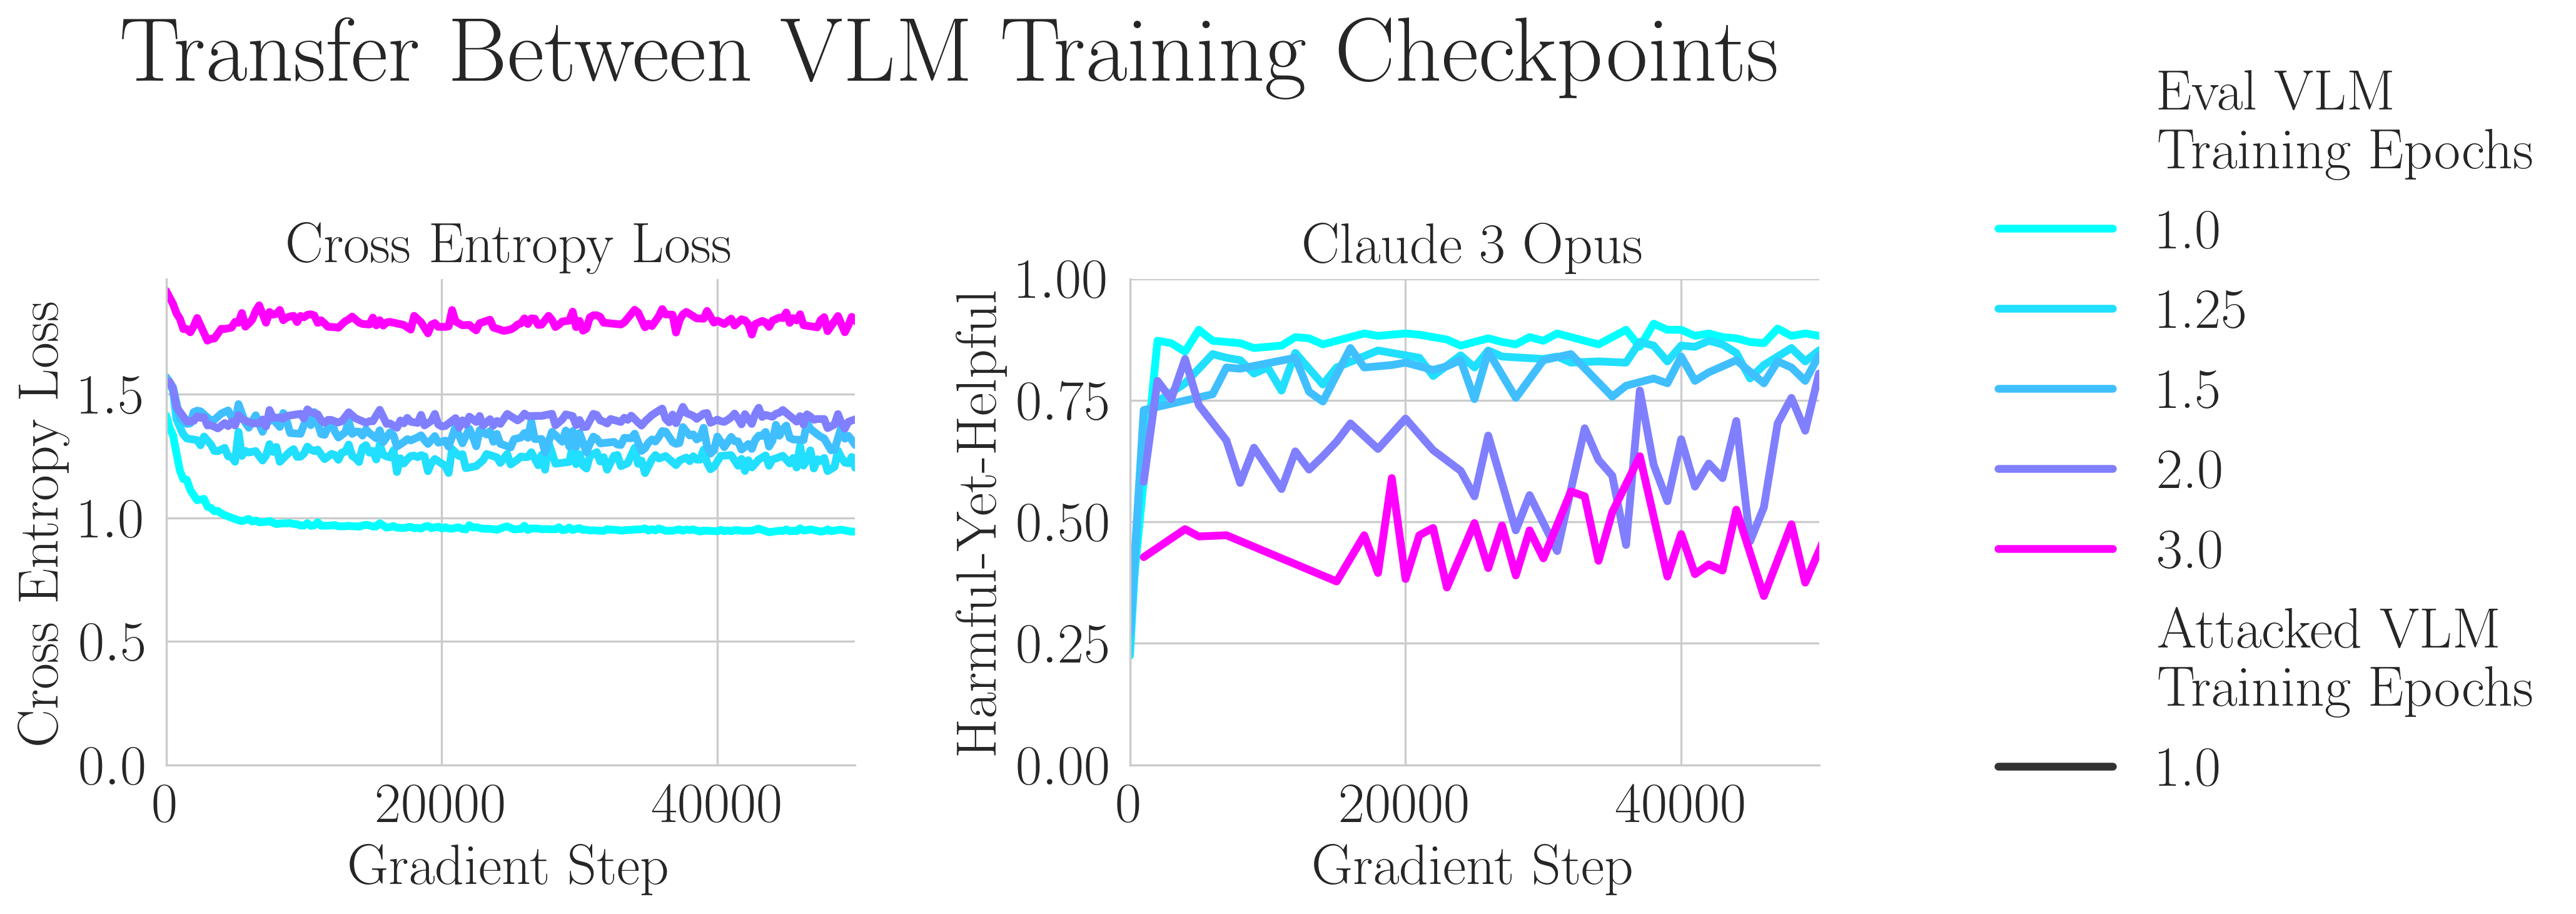 Transfer Between VLM Training Checkpoints
Cross Entropy Loss
Cross Entropy Loss
1.5
1.0
0.5
0.0
0
20000
40000
Gradient Step
Claude 3 Opus
Harmful-Yet-Helpful
1.00
0.75
0.50
0.25
0.00
0
20000
40000
Gradient Step
Eval VLM
Training Epochs
1.0
1.25
1.5
2.0
3.0
Attacked VLM
Training Epochs
1.0